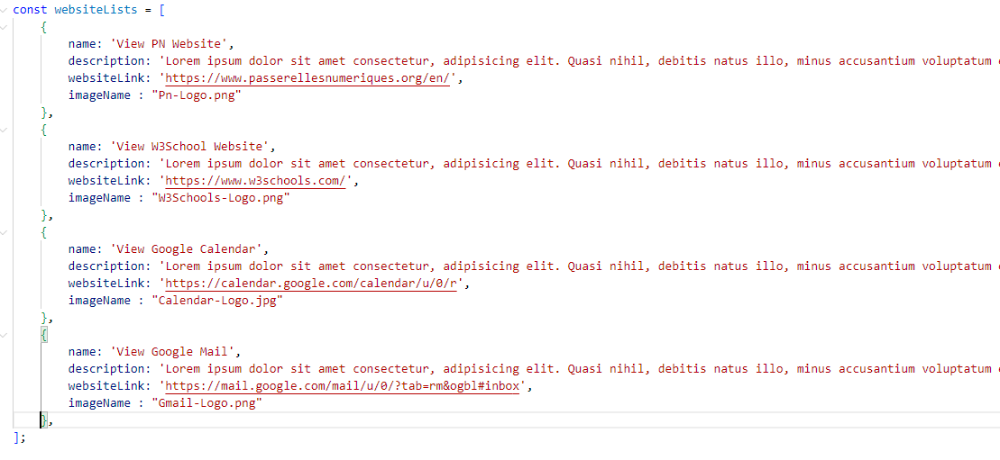 const websiteLists = [
{
name: 'View PN Website',
description: 'Lorem ipsum dolor sit amet consectetur, adipisicing elit. Quasi nihil, debitis natus illo, minus accusantium voluptatum
websiteLink: 'https://www.passerellesnumeriques.org/en/',
imageName : "Pn-Logo.png"
},
{
name: 'View W3School Website',
description: 'Lorem ipsum dolor sit amet consectetur, adipisicing elit. Quasi nihil, debitis natus illo, minus accusantium voluptatum
websiteLink: 'https://www.w3schools.com/',
imageName : "W3Schools-Logo.png"
},
{
name: 'View Google Calendar',
description: 'Lorem ipsum dolor sit amet consectetur, adipisicing elit. Quasi nihil, debitis natus illo, minus accusantium voluptatum
websiteLink: 'https://calendar.google.com/calendar/u/0/r',
imageName : "Calendar-Logo.jpg"
},
{
name: 'View Google Mail',
description: 'Lorem ipsum dolor sit amet consectetur, adipisicing elit. Quasi nihil, debitis natus illo, minus accusantium voluptatum
websiteLink: 'https://mail.google.com/mail/u/0/?tab=rm&ogbl#inbox',
imageName : "Gmail-Logo.png"
},
];